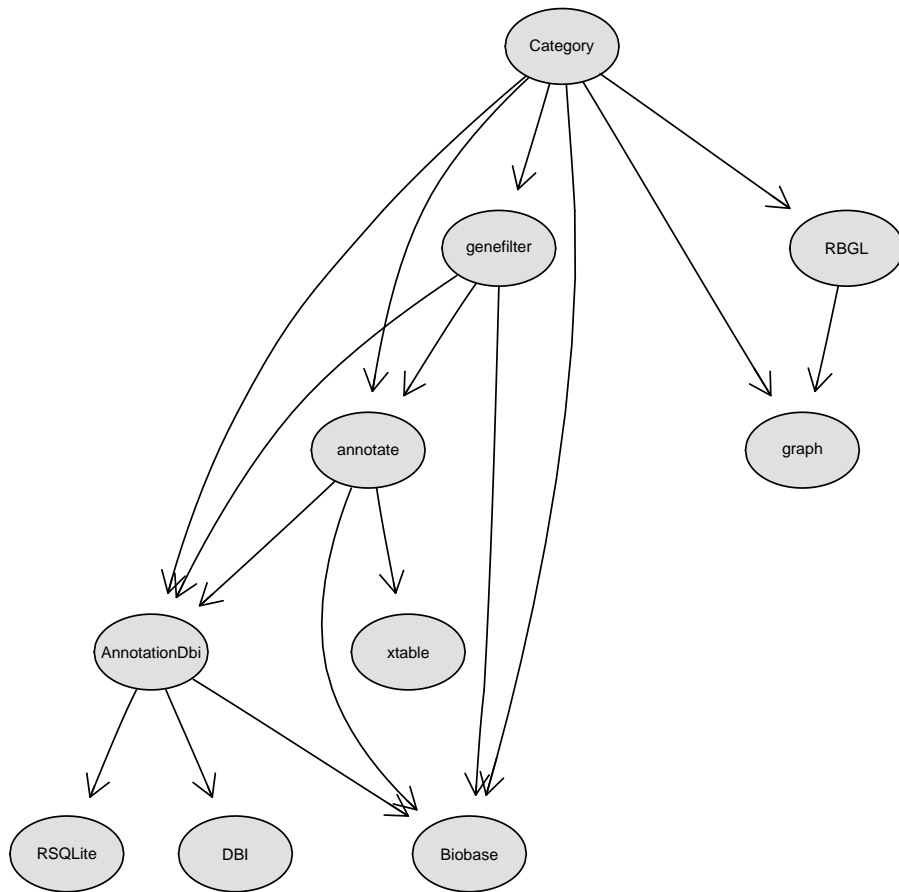 Category
genefilter
RBGL
annotate
graph
AnnotationDbi
xtable
RSQLite
DBI
Biobase